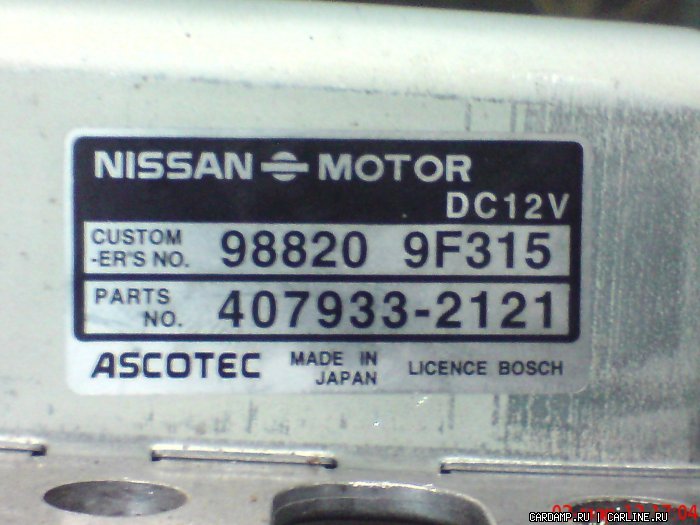 NISSAN MOTOR
DC12V
CUSTOM
-ER'S NO. 98820 9F315
PARTS
NO. 407933-2121
ASCOTEC MADE IN
JAPAN LICENCE BOSCH
CARDAMP.RU | CARLINE.RU